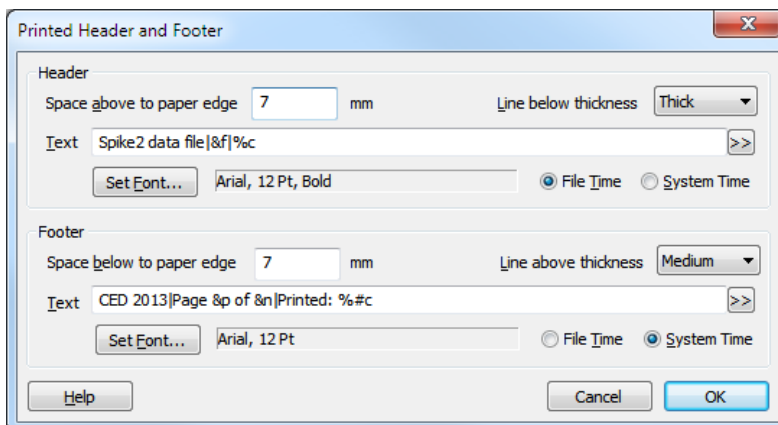 Printed Header and Footer
Header
Space above to paper edge 7 mm Line below thickness Thick
Text Spike2 data file|&f|%c >>
Set Font... Arial, 12 Pt, Bold File Time System Time
Footer
Space below to paper edge 7 mm Line above thickness Medium
Text CED 2013|Page &p of &n|Printed: %#c >>
Set Font... Arial, 12 Pt File Time System Time
Help Cancel OK